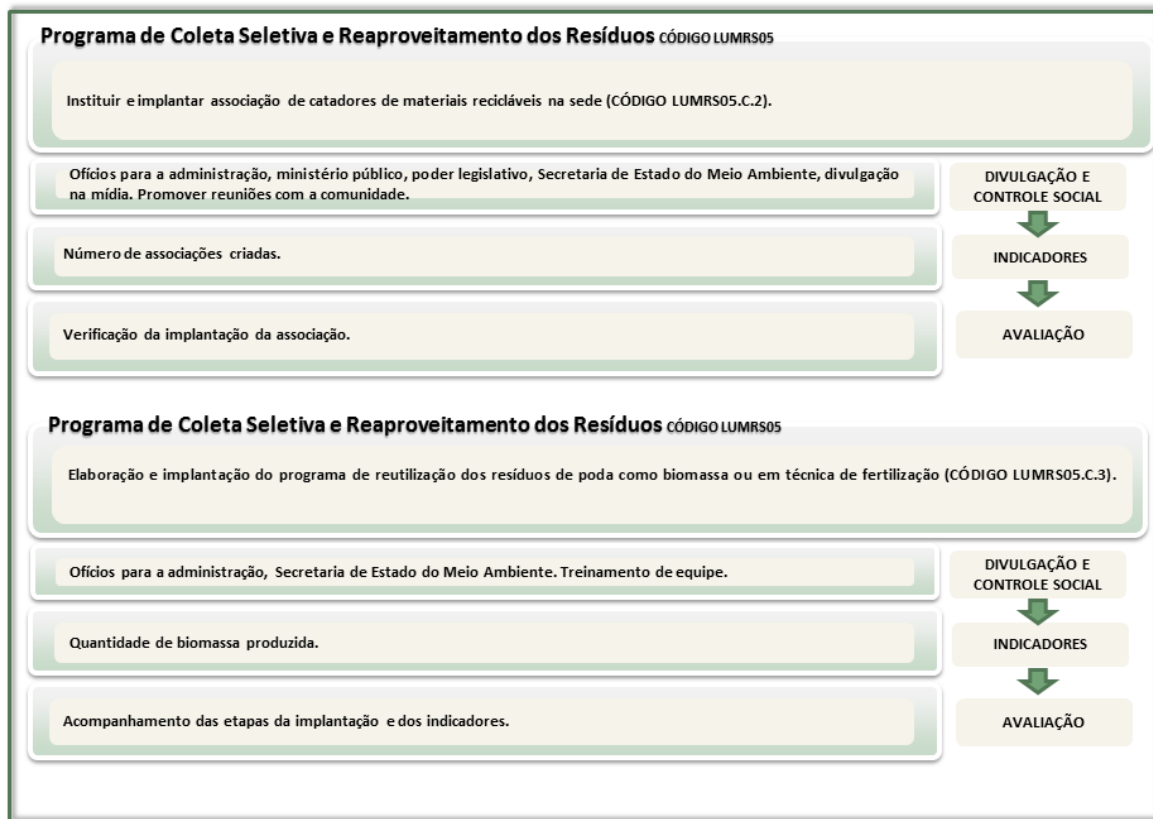 Programa de Coleta Seletiva e Reaproveitamento dos Resíduos CÓDIGO LUMRS05
Instituir e implantar associação de catadores de materiais recicláveis na sede (CÓDIGO LUMRS05.C.2).
Ofícios para a administração, ministério público, poder legislativo, Secretaria de Estado do Meio Ambiente, divulgação
na mídia. Promover reuniões com a comunidade.
DIVULGAÇÃO E
CONTROLE SOCIAL
Número de associações criadas.
INDICADORES
Verificação da implantação da associação.
AVALIAÇÃO
Programa de Coleta Seletiva e Reaproveitamento dos Resíduos CÓDIGO LUMRS05
Elaboração e implantação do programa de reutilização dos resíduos de poda como biomassa ou em técnica de fertilização (CÓDIGO LUMRS05.C.3).
Ofícios para a administração, Secretaria de Estado do Meio Ambiente. Treinamento de equipe.
DIVULGAÇÃO E
CONTROLE SOCIAL
Quantidade de biomassa produzida.
INDICADORES
Acompanhamento das etapas da implantação e dos indicadores.
AVALIAÇÃO